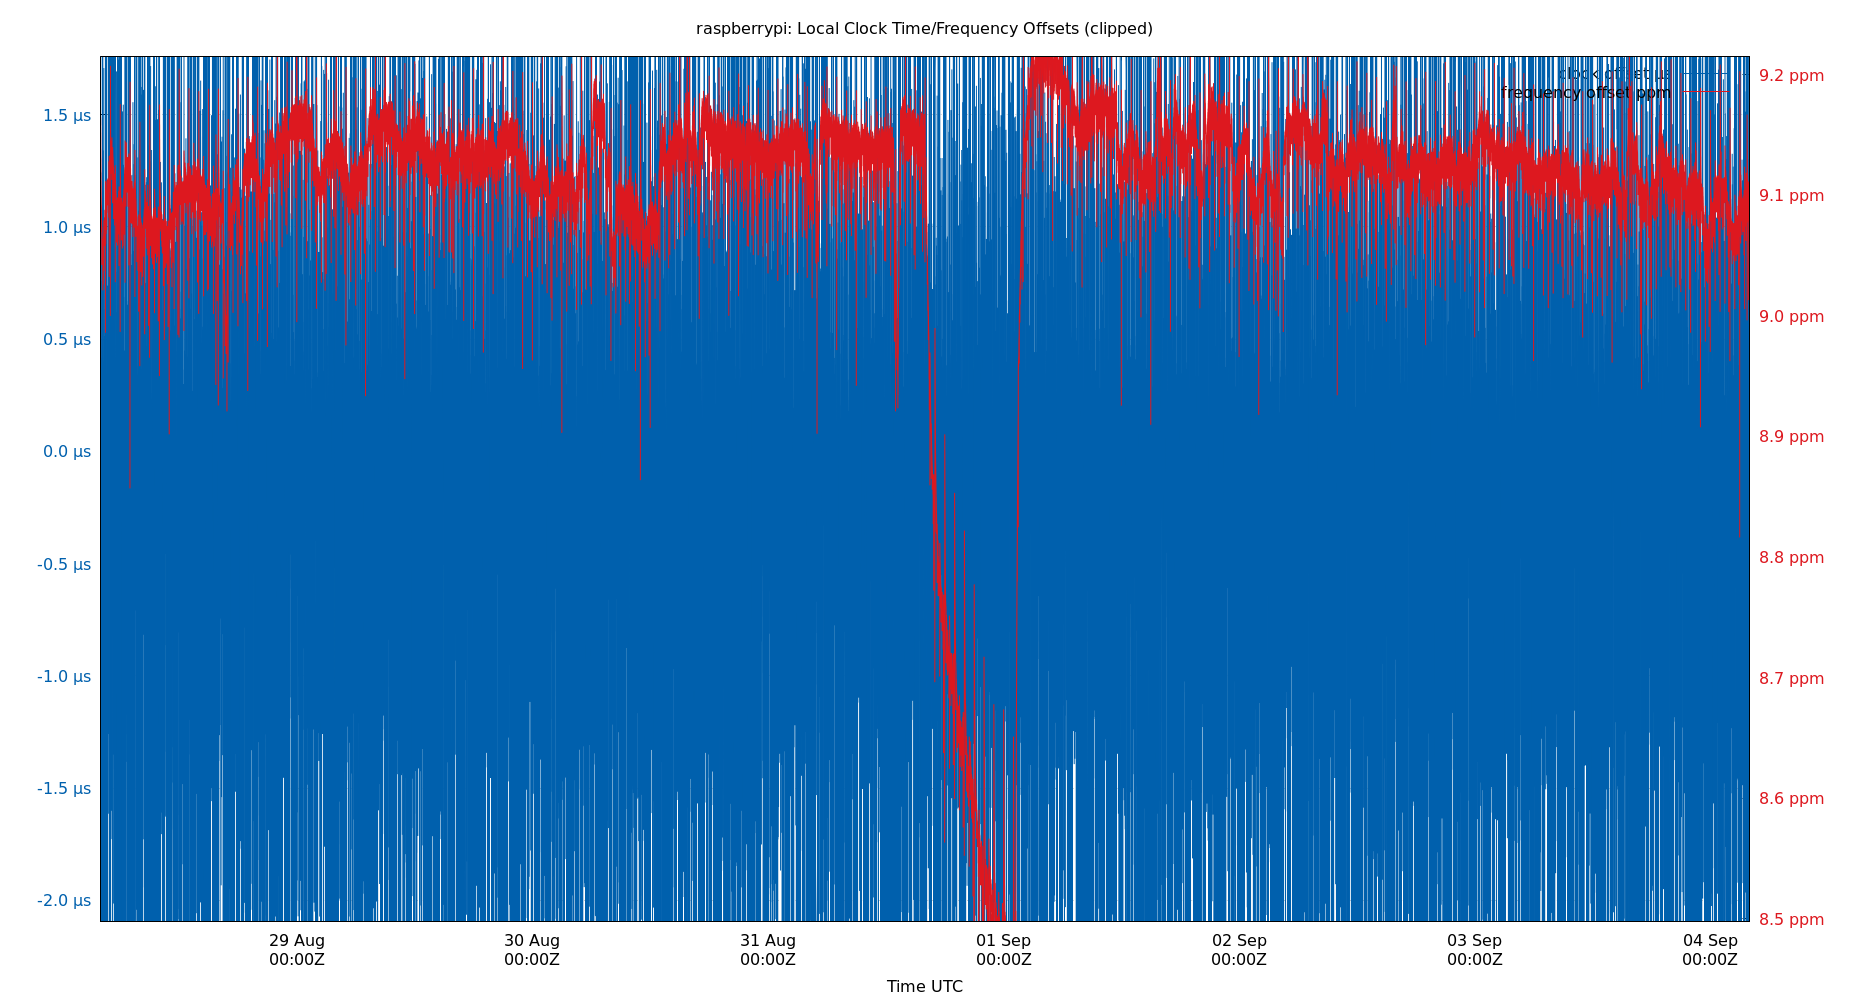 raspberrypi: Local Clock Time/Frequency Offsets (clipped)
clock offset µs
frequency offset ppm
1.5 µs
1.0 µs
0.5 µs
0.0 µs
-0.5 µs
-1.0 µs
-1.5 µs
-2.0 µs
9.2 ppm
9.1 ppm
9.0 ppm
8.9 ppm
8.8 ppm
8.7 ppm
8.6 ppm
8.5 ppm
29 Aug
00:00Z
30 Aug
00:00Z
31 Aug
00:00Z
01 Sep
00:00Z
02 Sep
00:00Z
03 Sep
00:00Z
04 Sep
00:00Z
Time UTC